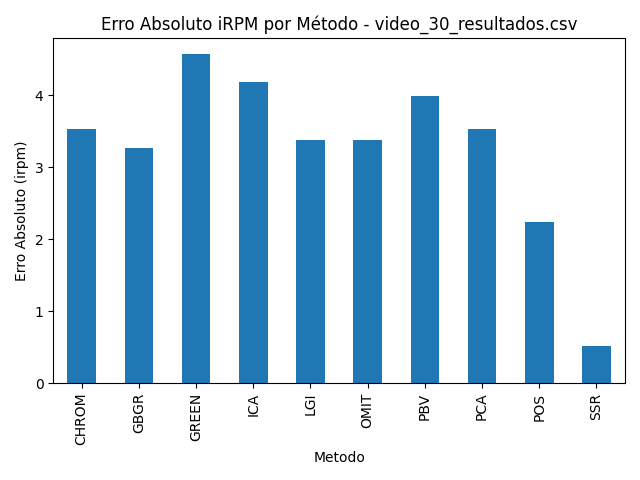 Erro Absoluto iRPM por Método - video_30_resultados.csv
Erro Absoluto (irpm)
4
3
2
1
0
CHROM
GBGR
GREEN
ICA
LGI
OMIT
PBV
PCA
POS
SSR
Metodo